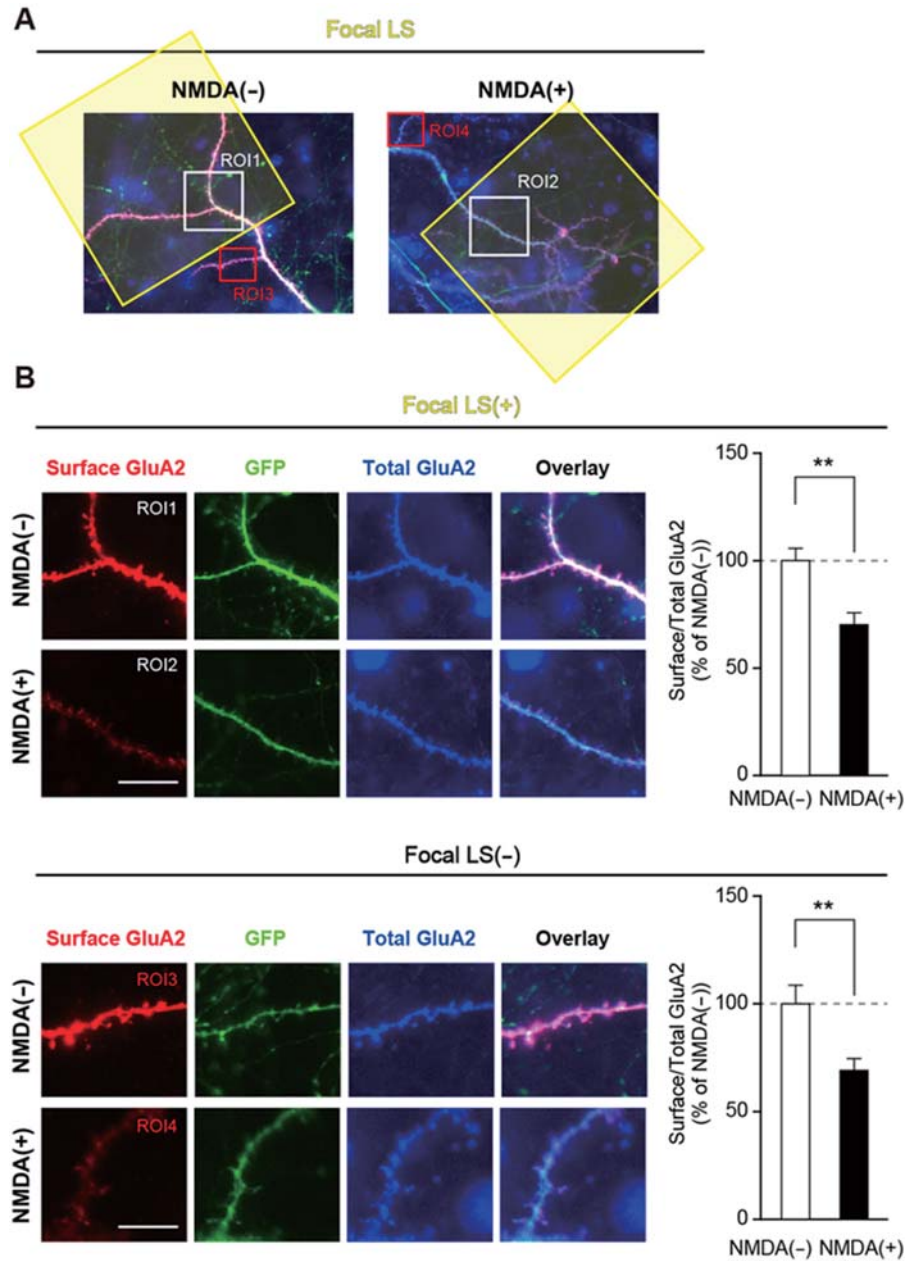 A
Focal LS
NMDA(–) NMDA(+)
ROI1
ROI3
ROI4
ROI2
B
Focal LS(+)
Surface GluA2 GFP Total GluA2 Overlay
NMDA(–)
ROI1
NMDA(+)
ROI2
Surface/Total GluA2
(% of NMDA(–))
150
**
100
50
0
NMDA(–) NMDA(+)
Focal LS(–)
Surface GluA2 GFP Total GluA2 Overlay
NMDA(–)
ROI3
NMDA(+)
ROI4
Surface/Total GluA2
(% of NMDA(–))
150
**
100
50
0
NMDA(–) NMDA(+)